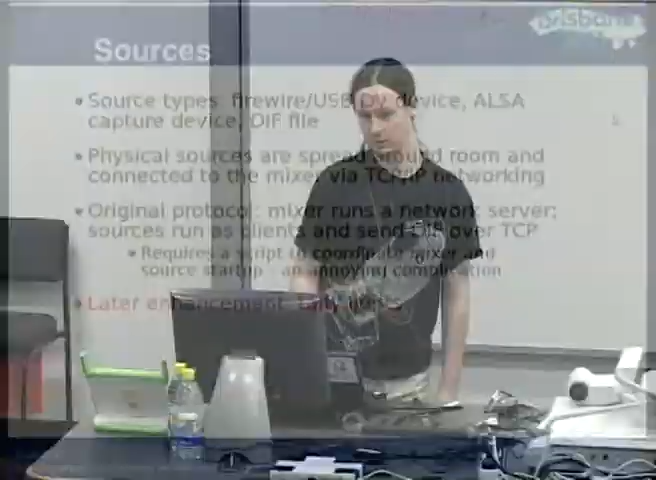 brisbane
Sources
• Source types: firewire/USB DV device, ALSA
capture device, DIF file
• Physical sources are spread around room and
connected to the mixer via TCP/IP networking
• Original protocol: mixer runs a network server;
sources run as clients and send DIF over TCP
• Requires a script to coordinate mixer and
source startup - an annoying complication
• Later enhancement: